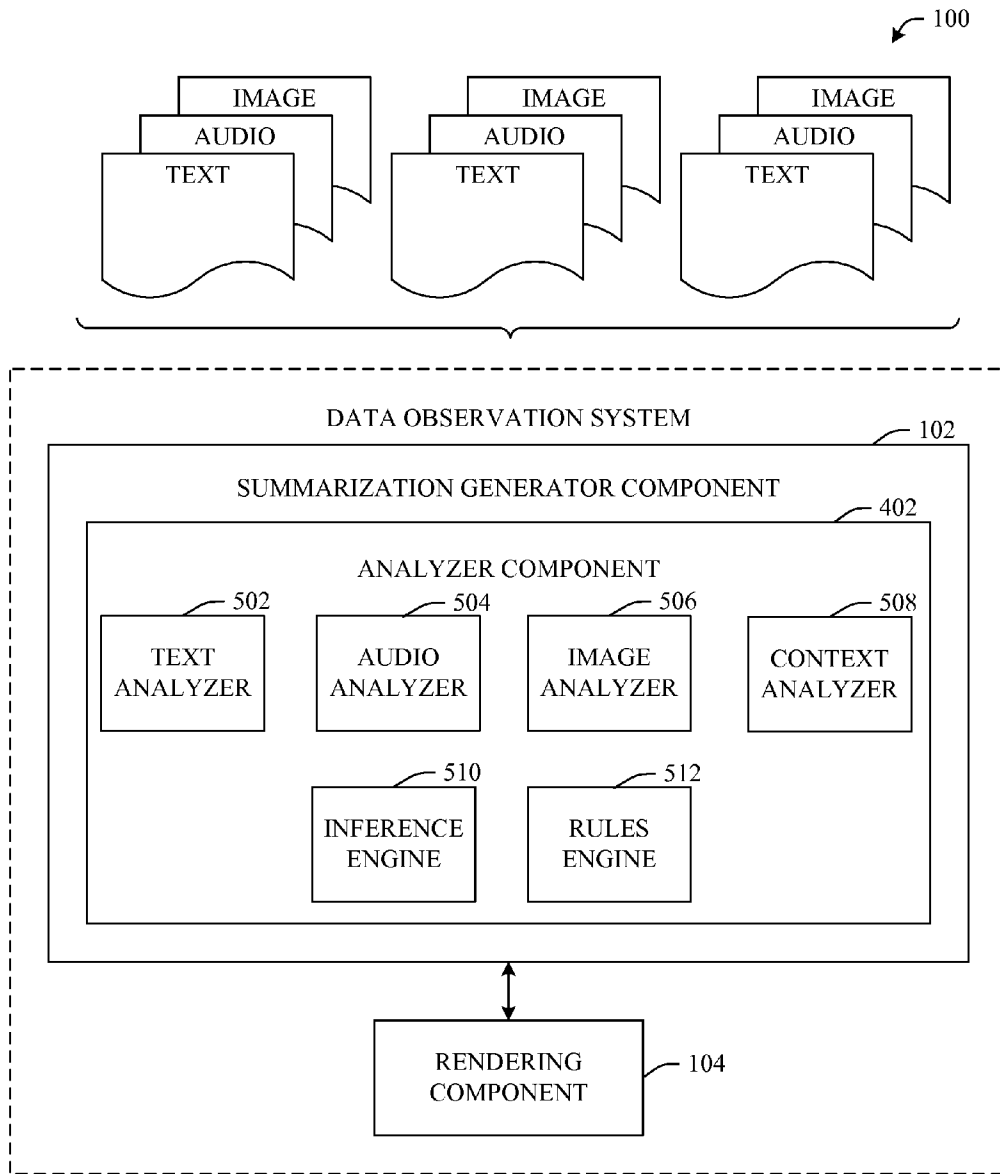 100
IMAGE IMAGE IMAGE
AUDIO AUDIO AUDIO
TEXT TEXT TEXT
DATA OBSERVATION SYSTEM
102
SUMMARIZATION GENERATOR COMPONENT
402
ANALYZER COMPONENT
502 504 506 508
TEXT
ANALYZER
AUDIO
ANALYZER
IMAGE
ANALYZER
CONTEXT
ANALYZER
510 512
INFERENCE
ENGINE
RULES
ENGINE
RENDERING
COMPONENT
104